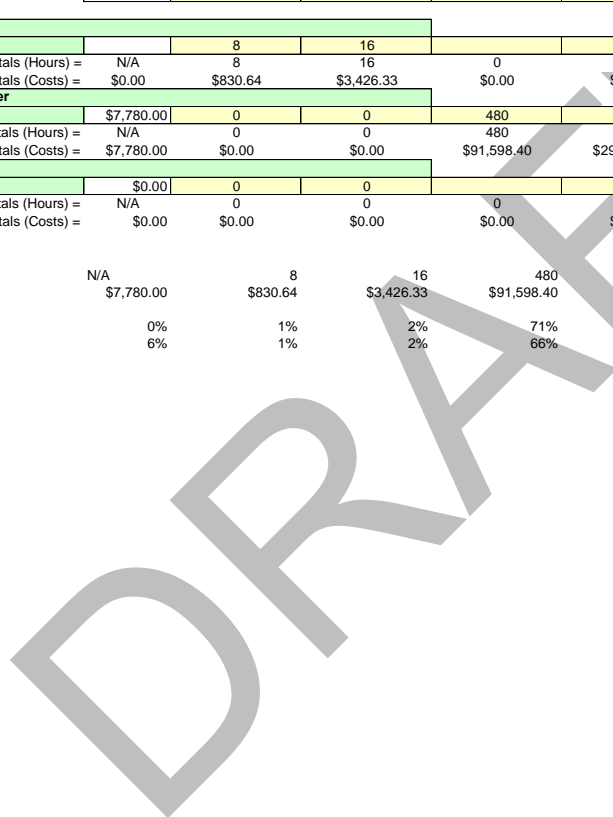 8 16
tals (Hours) = N/A 8 16 0
tals (Costs) = $0.00 $830.64 $3,426.33 $0.00
er
$7,780.00 0 0 480
tals (Hours) = N/A 0 0 480
tals (Costs) = $7,780.00 $0.00 $0.00 $91,598.40 $29
$0.00 0 0
tals (Hours) = N/A 0 0 0
tals (Costs) = $0.00 $0.00 $0.00 $0.00
N/A 8 16 480
$7,780.00 $830.64 $3,426.33 $91,598.40
0% 1% 2% 71%
6% 1% 2% 66%
DRAF